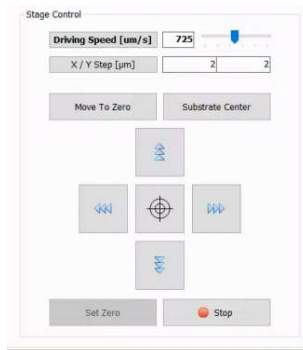 Stage Control
Driving Speed [um/s] 725
X / Y Step [µm] 2 2
Move To Zero Substrate Center
Set Zero Stop